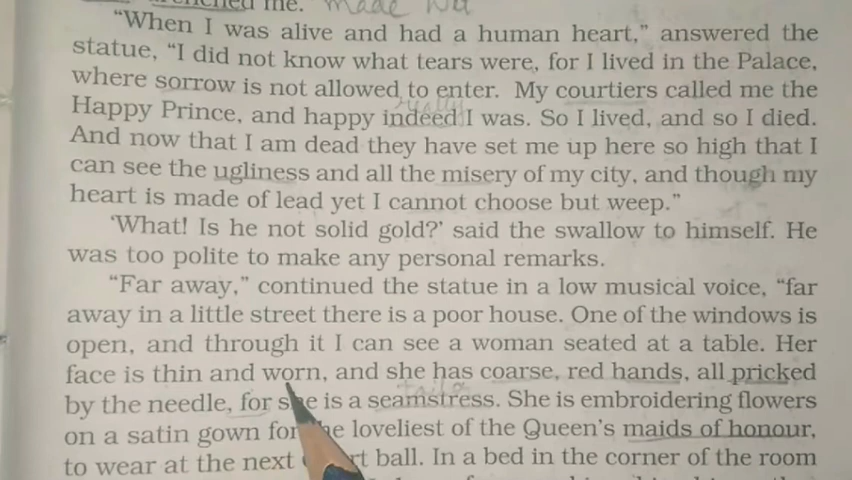 drenched me. made wet
"When I was alive and had a human heart," answered the
statue, "I did not know what tears were, for I lived in the Palace,
where sorrow is not allowed to enter. My courtiers called me the
really
Happy Prince, and happy indeed I was. So I lived, and so I died.
And now that I am dead they have set me up here so high that I
can see the ugliness and all the misery of my city, and though my
heart is made of lead yet I cannot choose but weep."
'What! Is he not solid gold?' said the swallow to himself. He
was too polite to make any personal remarks.
"Far away," continued the statue in a low musical voice, "far
away in a little street there is a poor house. One of the windows is
open, and through it I can see a woman seated at a table. Her
face is thin and worn, and she has coarse, red hands, all pricked
by the needle, for she is a seamstress. She is embroidering flowers
on a satin gown for the loveliest of the Queen's maids of honour,
to wear at the next ball. In a bed in the corner of the room